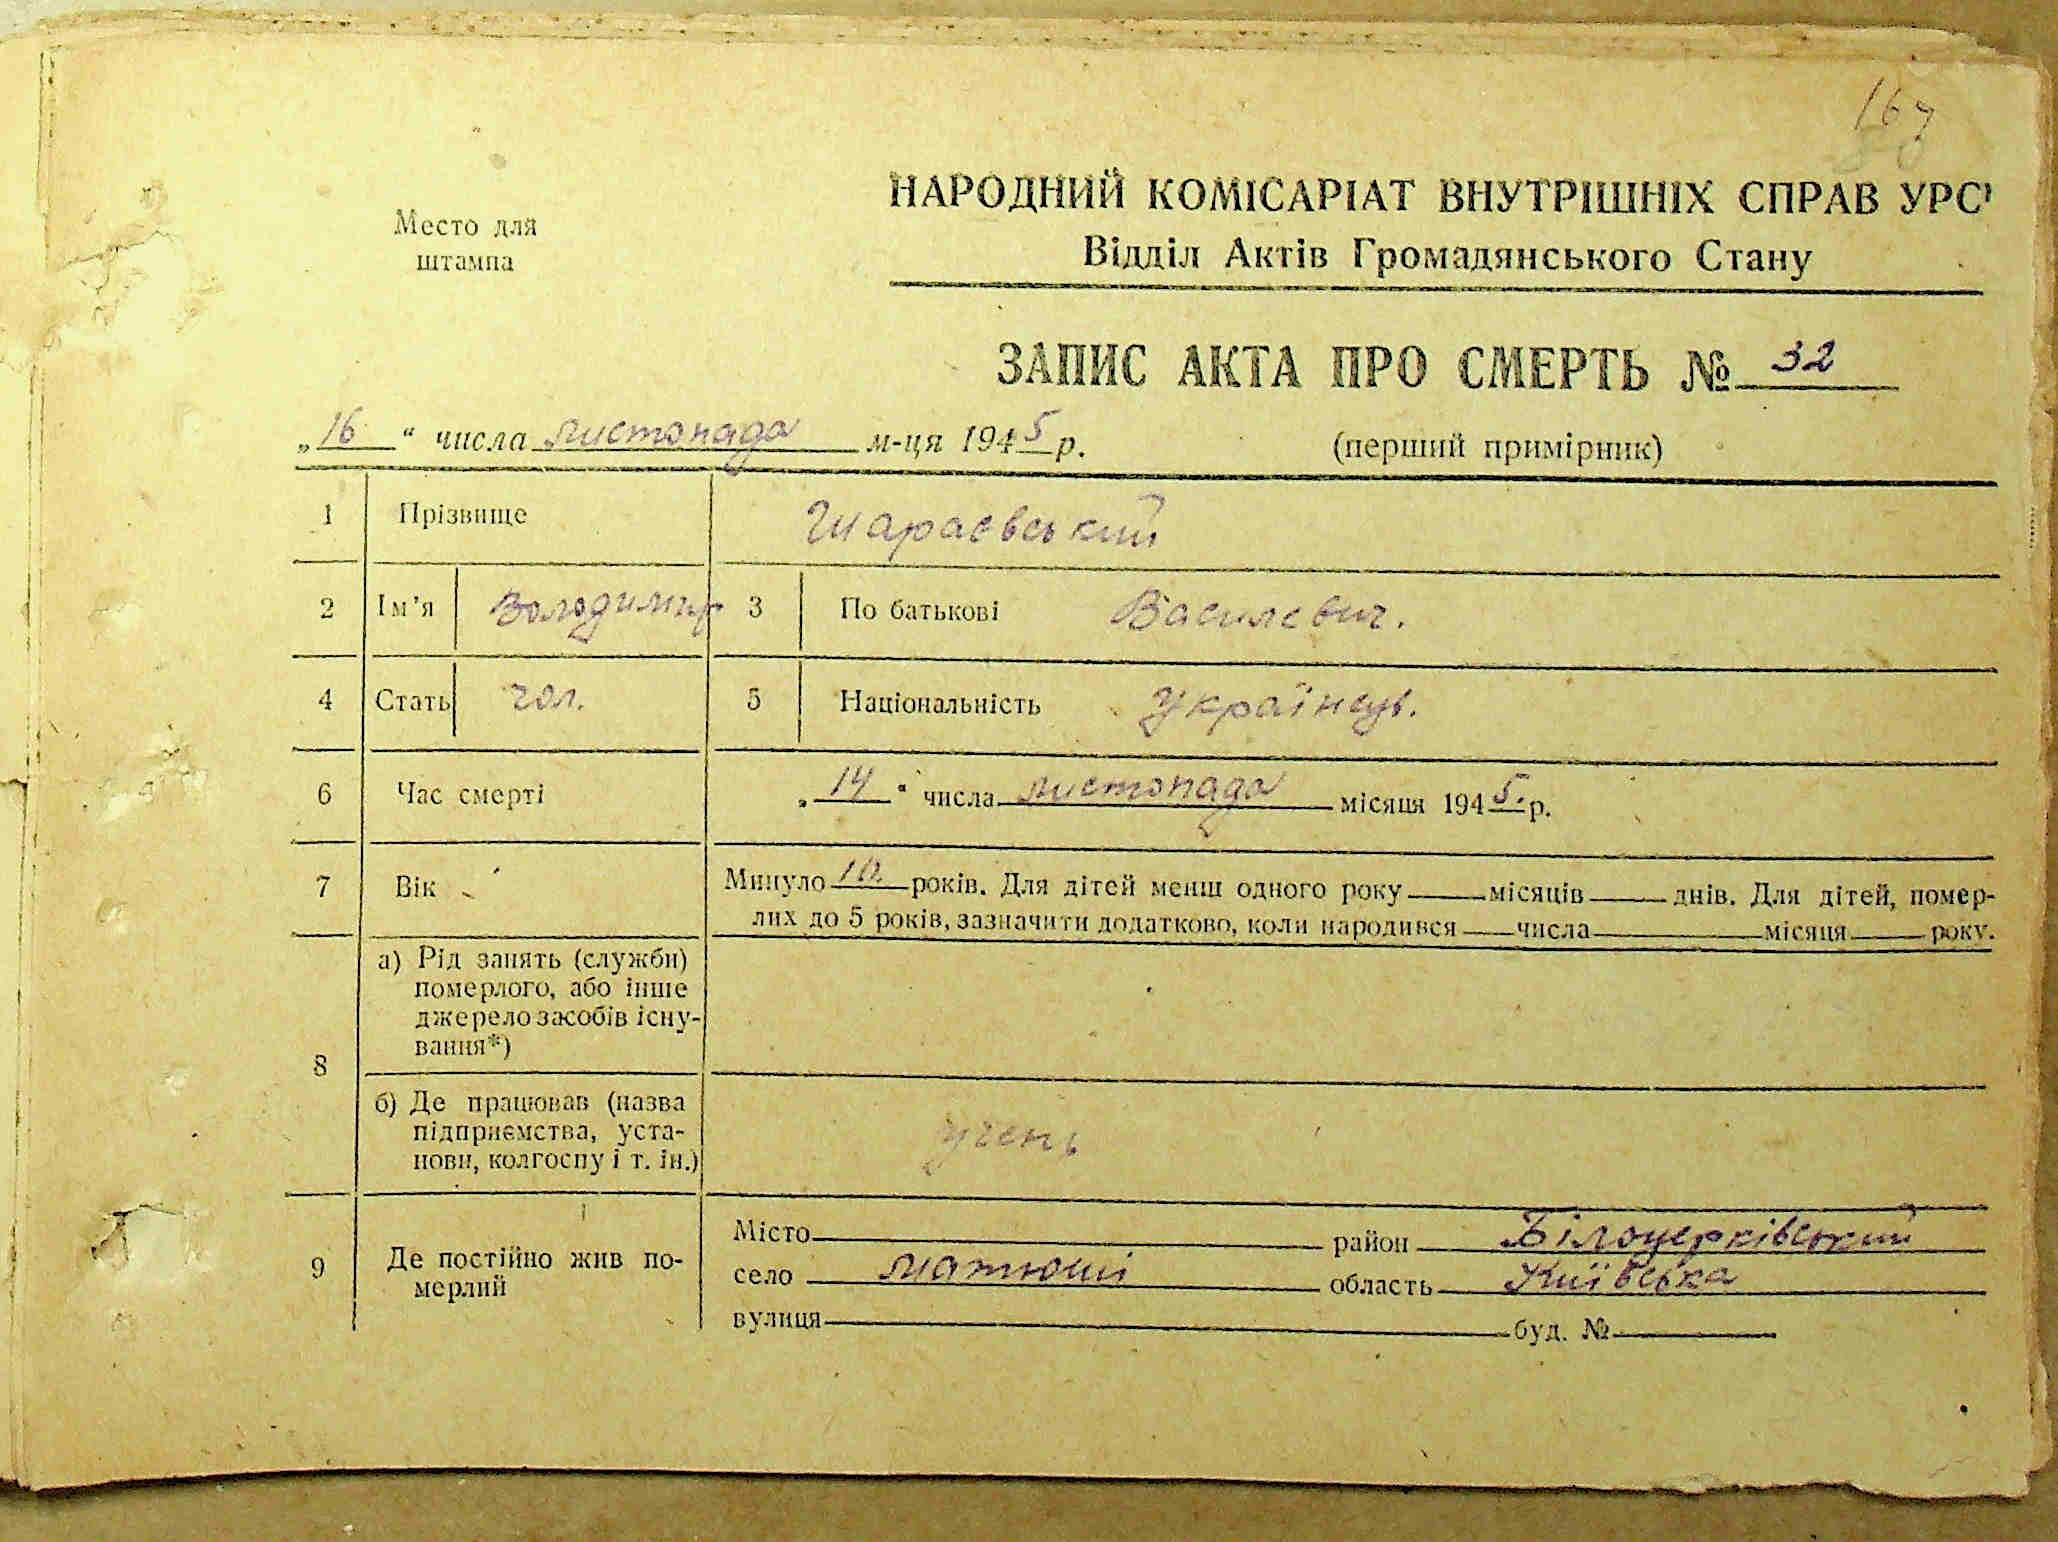 167
Место для
штампа
НАРОДНИЙ КОМІСАРІАТ ВНУТРІШНІХ СПРАВ УРС
Відділ Актів Громадянського Стану
ЗАПИС АКТА ПРО СМЕРТЬ № 32
„16“ числа листопада м-ця 1945 р. (перший примірник)
1 Прізвище Шараєвський
2 Ім’я Володимир 3 По батькові Василєвич.
4 Стать чол. 5 Національність Українець.
6 Час смерті „14“ числа листопада місяця 1945. р.
7 Вік Минуло 10. років. Для дітей менш одного року місяців днів. Для дітей, помер-
лих до 5 років, зазначити додатково, коли народився числа місяця року.
8 а) Рід занять (служби)
померлого, або інше
джерело засобів існу-
вання*)
б) Де працював (назва
підприємства, уста-
нови, колгоспу і т. ін.) учень
9 Де постійно жив по-
мерлий
Місто район Білоцерківський
село Матюші область Київська
вулиця буд. №